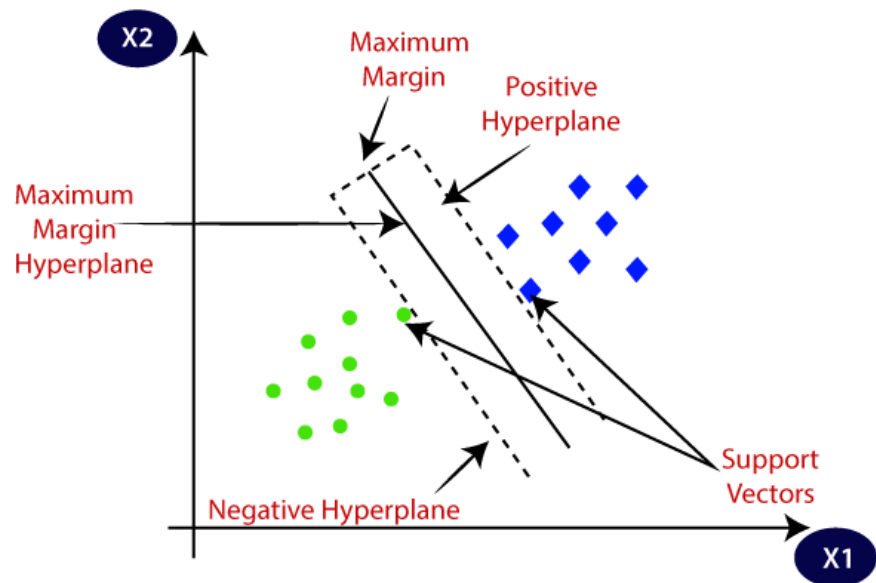 X2
Maximum
Margin
Positive
Hyperplane
Maximum
Margin
Hyperplane
Support
Vectors
Negative Hyperplane
X1